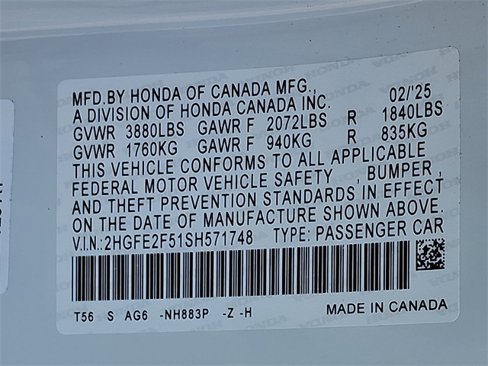 MFD.BY HONDA OF CANADA MFG., 02/'25
A DIVISION OF HONDA CANADA INC.
GVWR 3880LBS GAWR F 2072LBS R 1840LBS
GVWR 1760KG GAWR F 940KG R 835KG
THIS VEHICLE CONFORMS TO ALL APPLICABLE
FEDERAL MOTOR VEHICLE SAFETY , BUMPER ,
AND THEFT PREVENTION STANDARDS IN EFFECT
ON THE DATE OF MANUFACTURE SHOWN ABOVE.
V.I.N.:2HGFE2F51SH571748 TYPE: PASSENGER CAR
T56 S AG6 -NH883P -Z -H MADE IN CANADA